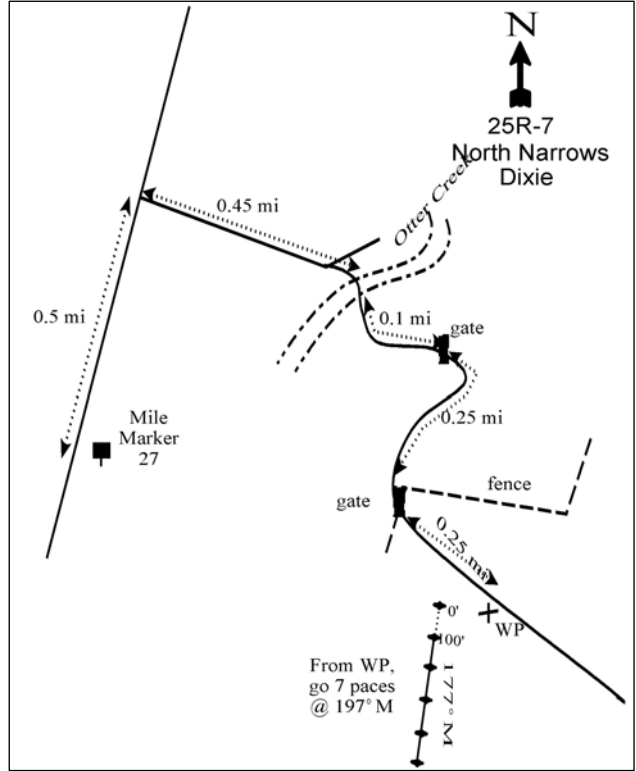 N
25R-7
North Narrows
Dixie
Otter Creek
0.45 mi
0.5 mi
0.1 mi
gate
Mile
Marker
27
0.25 mi
fence
gate
0.25 mi
WP
0'
100'
From WP,
go 7 paces
@ 197° M
177° M